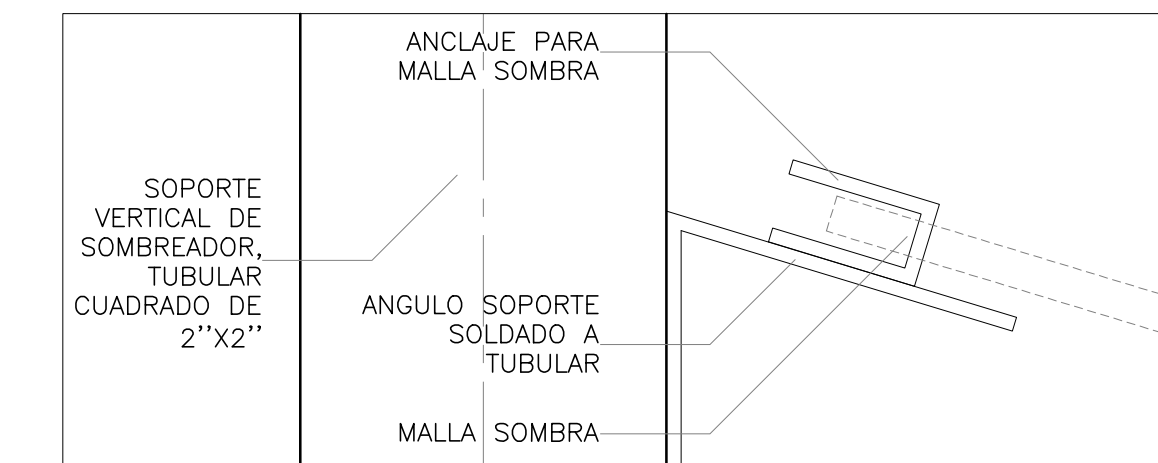 ANCLAJE PARA
MALLA SOMBRA
SOPORTE
VERTICAL DE
SOMBREADOR,
TUBULAR
CUADRADO DE
2''X2''
ANGULO SOPORTE
SOLDADO A
TUBULAR
MALLA SOMBRA